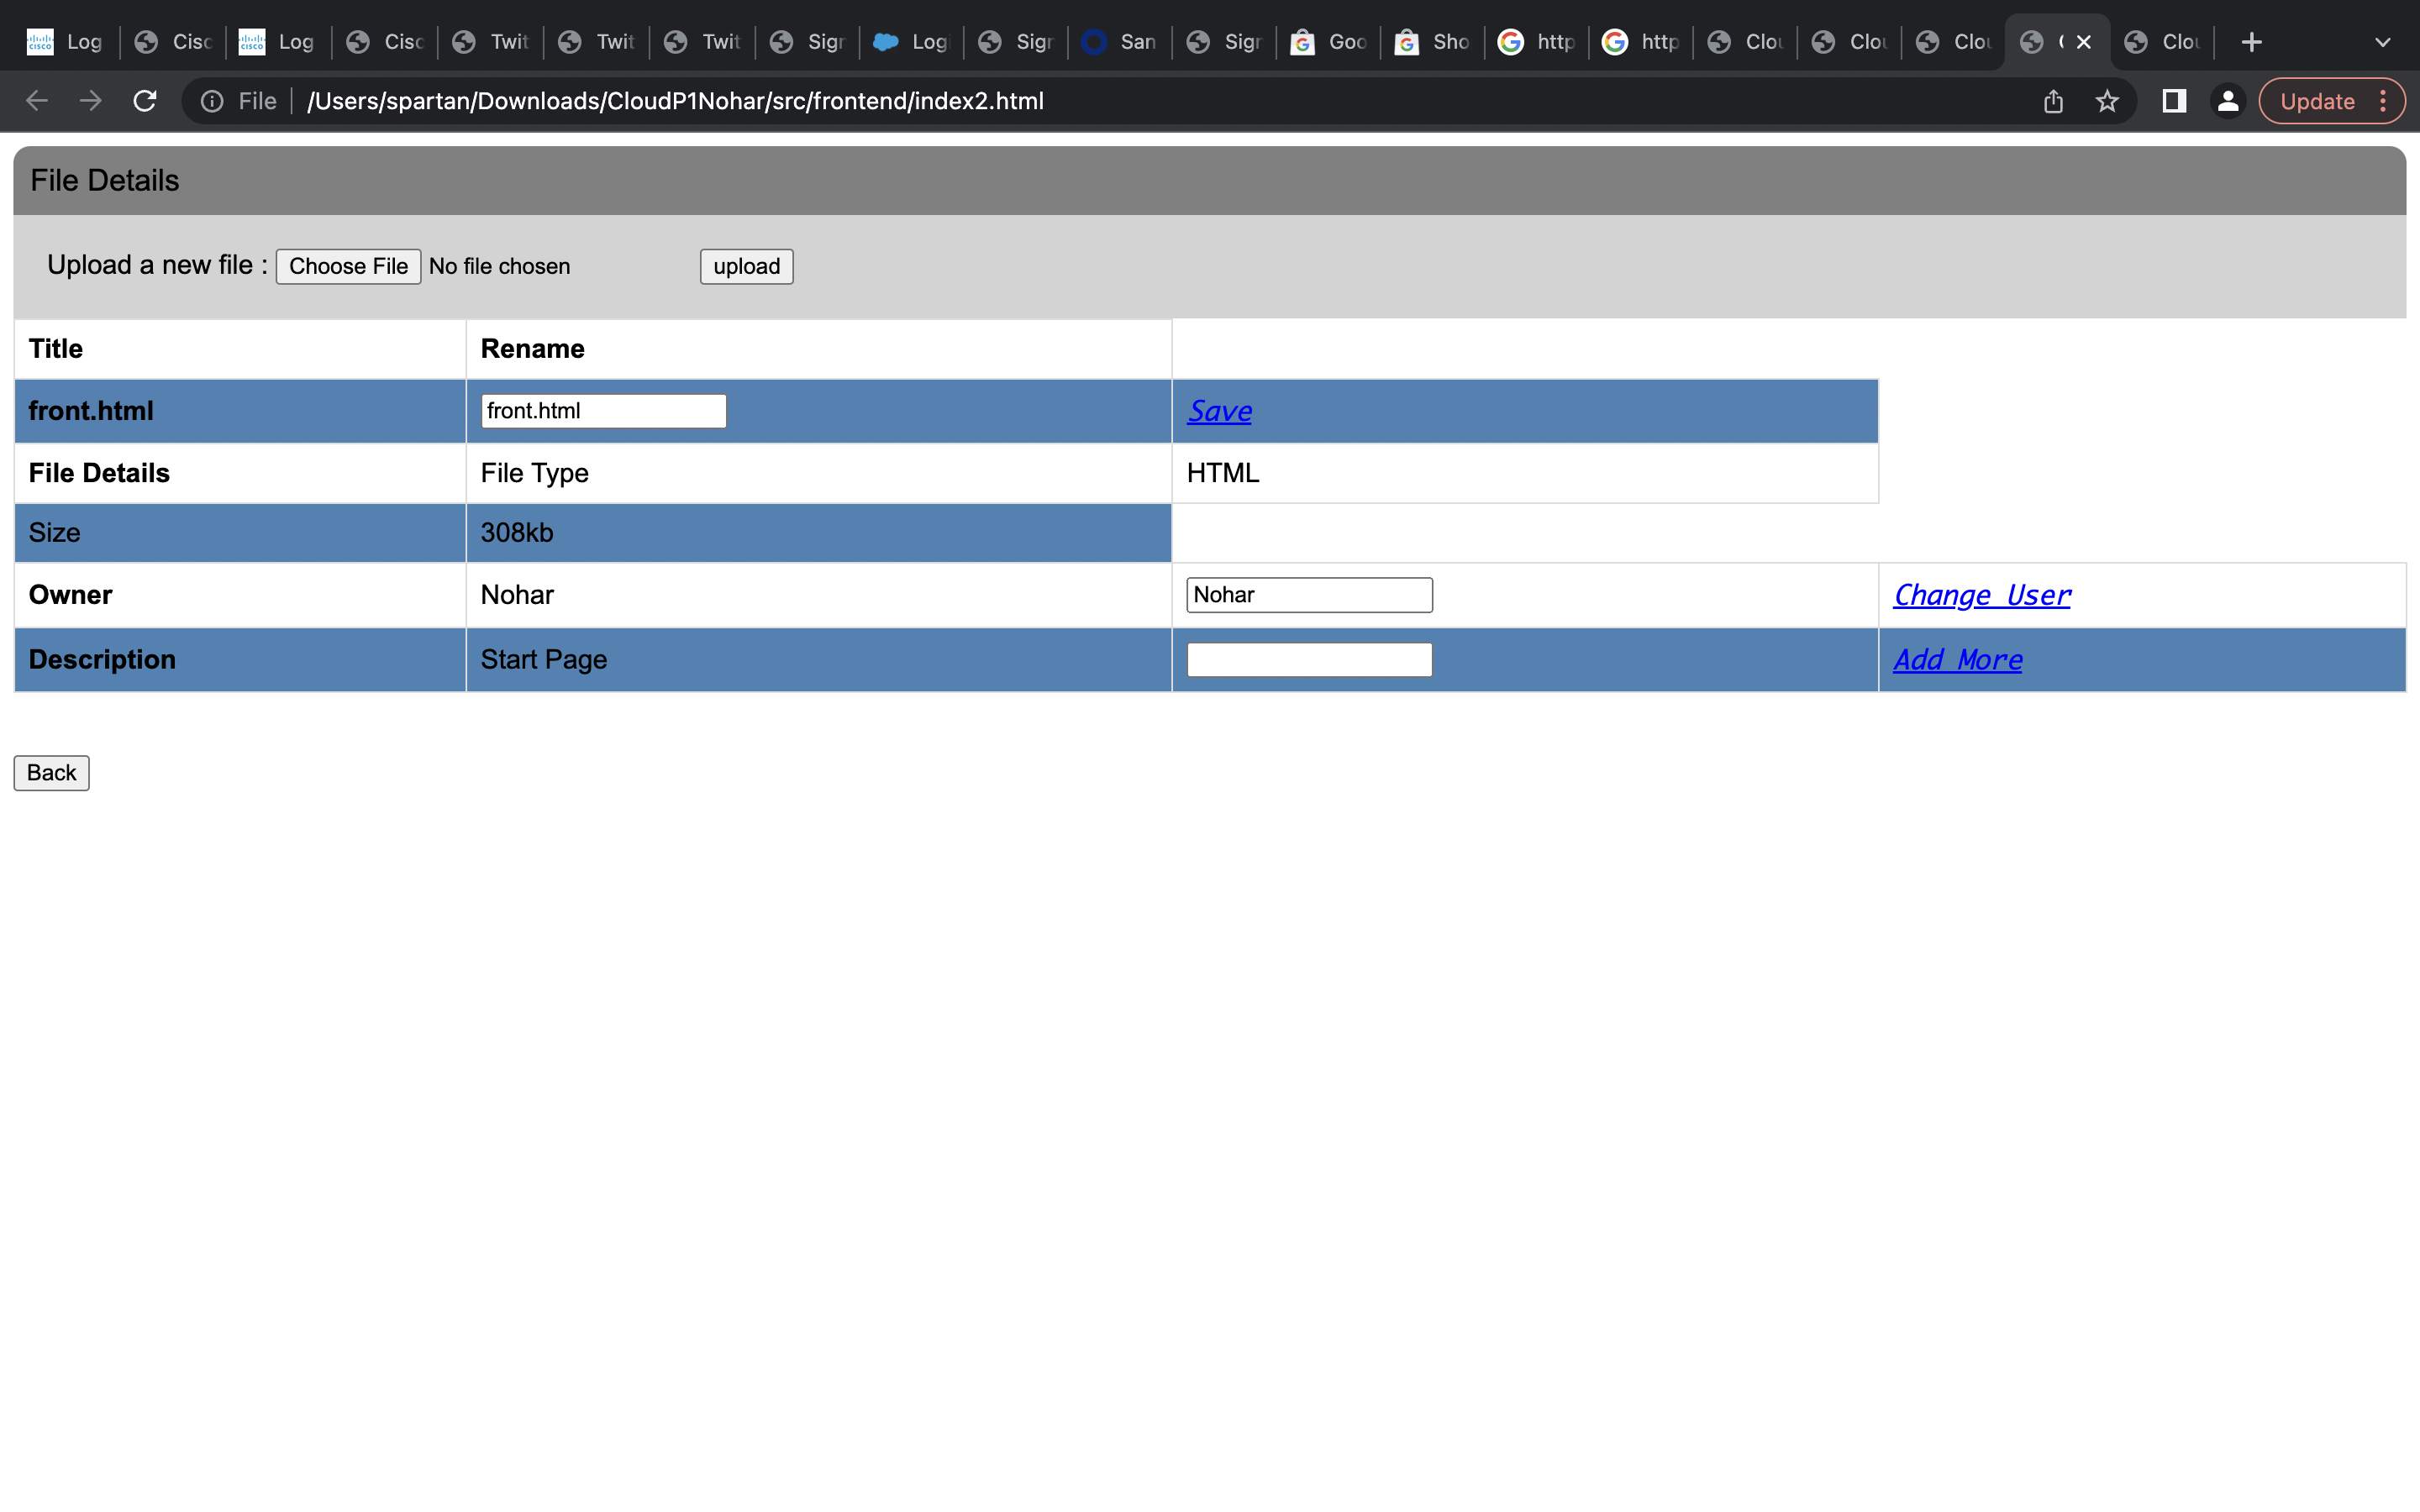 Log Cisc Log Cisc Twit Twit Twit Sigr Logi Sigr San Sigr Goo Sho http http Clou Clou Clou Clou
File /Users/spartan/Downloads/CloudP1Nohar/src/frontend/index2.html Update
File Details
Upload a new file : Choose File No file chosen upload
Title Rename
front.html front.html Save
File Details File Type HTML
Size 308kb
Owner Nohar Nohar Change User
Description Start Page Add More
Back